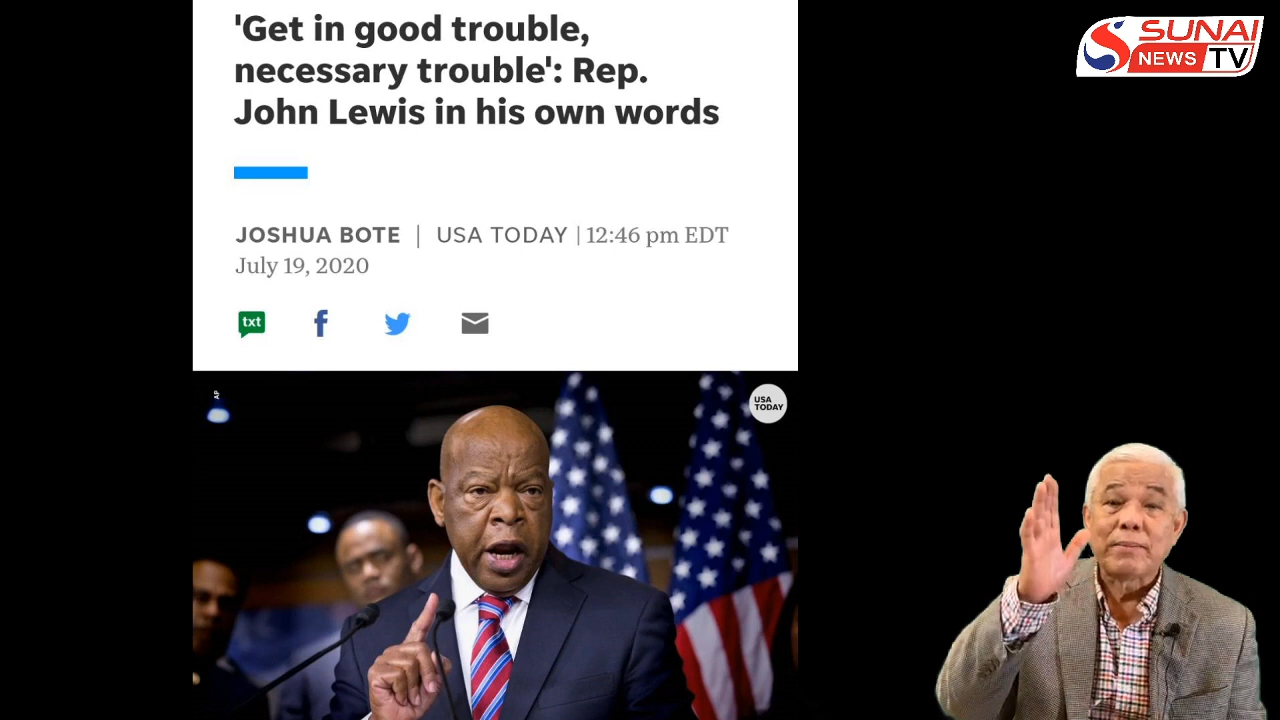 'Get in good trouble,
necessary trouble': Rep.
John Lewis in his own words
JOSHUA BOTE | USA TODAY | 12:46 pm EDT
July 19, 2020
txt
AP
USA
TODAY
SUNAI
NEWS TV